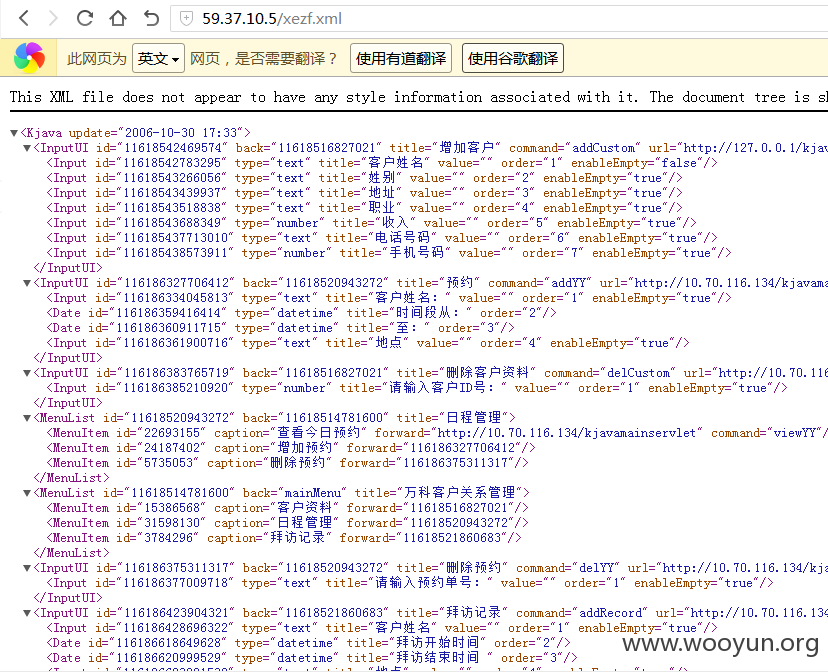 59.37.10.5/xezf.xml
此网页为 英文 网页，是否需要翻译？ 使用有道翻译 使用谷歌翻译
This XML file does not appear to have any style information associated with it. The document tree is sh
▼<Kjava update="2006-10-30 17:33">
▼<InputUI id="11618542469574" back="11618516827021" title="增加客户" command="addCustom" url="http://127.0.0.1/kjav
<Input id="11618542783295" type="text" title="客户姓名" value="" order="1" enableEmpty="false"/>
<Input id="11618543266056" type="text" title="姓别" value="" order="2" enableEmpty="true"/>
<Input id="11618543439937" type="text" title="地址" value="" order="3" enableEmpty="true"/>
<Input id="11618543518838" type="text" title="职业" value="" order="4" enableEmpty="true"/>
<Input id="11618543688349" type="number" title="收入" value="" order="5" enableEmpty="true"/>
<Input id="116185437713010" type="text" title="电话号码" value="" order="6" enableEmpty="true"/>
<Input id="116185438573911" type="number" title="手机号码" value="" order="7" enableEmpty="true"/>
</InputUI>
▼<InputUI id="116186327706412" back="11618520943272" title="预约" command="addYY" url="http://10.70.116.134/kjavama
<Input id="116186334045813" type="text" title="客户姓名：" value="" order="1" enableEmpty="true"/>
<Date id="116186359416414" type="datetime" title="时间段从：" order="2"/>
<Date id="116186360911715" type="datetime" title="至：" order="3"/>
<Input id="116186361900716" type="text" title="地点" value="" order="4" enableEmpty="true"/>
</InputUI>
▼<InputUI id="116186383765719" back="11618516827021" title="删除客户资料" command="delCustom" url="http://10.70.116
<Input id="116186385210920" type="number" title="请输入客户ID号：" value="" order="1" enableEmpty="true"/>
</InputUI>
▼<MenuList id="11618520943272" back="11618514781600" title="日程管理">
<MenuItem id="22693155" caption="查看今日预约" forward="http://10.70.116.134/kjavamainservlet" command="viewYY"/
<MenuItem id="24187402" caption="增加预约" forward="116186327706412"/>
<MenuItem id="5735053" caption="删除预约" forward="116186375311317"/>
</MenuList>
▼<MenuList id="11618514781600" back="mainMenu" title="万科客户关系管理">
<MenuItem id="15386568" caption="客户资料" forward="11618516827021"/>
<MenuItem id="31598130" caption="日程管理" forward="11618520943272"/>
<MenuItem id="3784296" caption="拜访记录" forward="11618521860683"/>
</MenuList>
▼<InputUI id="116186375311317" back="11618520943272" title="删除预约" command="delYY" url="http://10.70.116.134/kja
<Input id="116186377009718" type="text" title="请输入预约单号：" value="" order="1" enableEmpty="true"/>
</InputUI>
▼<InputUI id="116186423904321" back="11618521860683" title="拜访记录" command="addRecord" url="http://10.70.116.134
<Input id="116186428696322" type="text" title="客户姓名" value="" order="1" enableEmpty="true"/>
<Date id="116186618649628" type="datetime" title="拜访开始时间" order="2"/>
<Date id="116186620999529" type="datetime" title="拜访结束时间" order="3"/>
www.wooyun.org